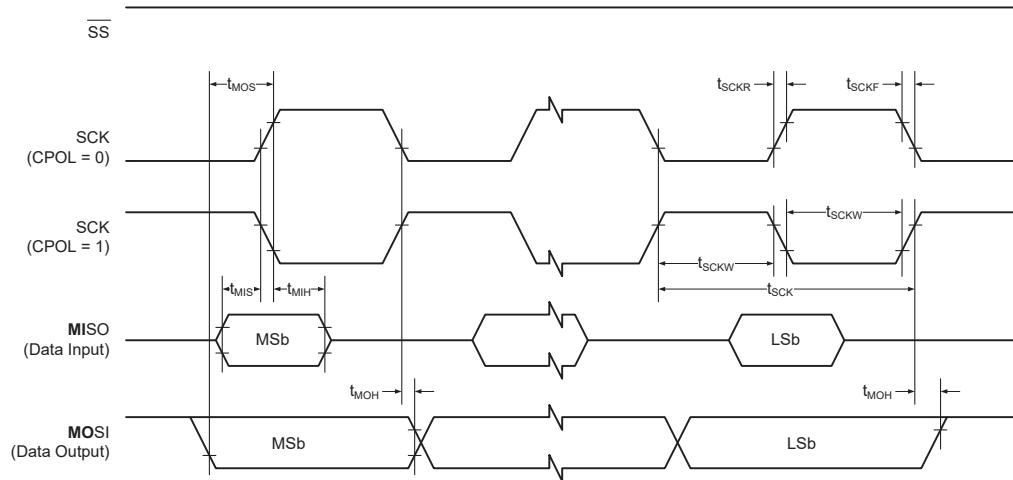 SS
tMOS
tSCKR
tSCKF
SCK
(CPOL = 0)
SCK
(CPOL = 1)
tSCKW
tSCKW
tSCK
tMIS
tMIH
MISO
(Data Input)
MSb
LSb
tMOH
tMOH
MOSI
(Data Output)
MSb
LSb